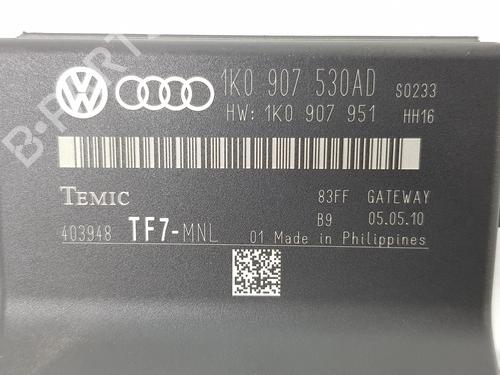 1K0 907 530AD S0233
HW: 1K0 907 951 HH16
TEMIC 83FF GATEWAY
B9 05.05.10
403948 TF7-MNL 01 Made in Philippines
B-PARTS